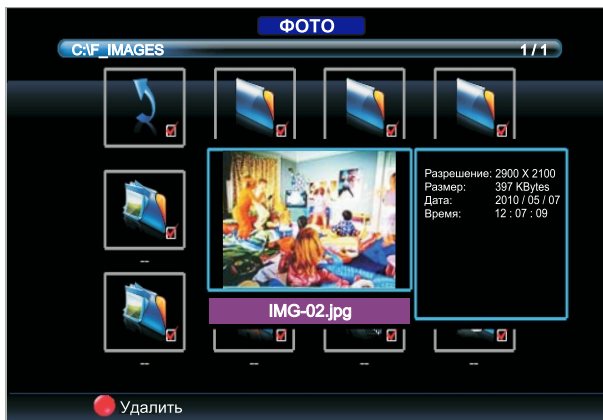 ФОТО
C:\F_IMAGES 1 / 1
Разрешение: 2900 X 2100
Размер: 397 KBytes
Дата: 2010 / 05 / 07
Время: 12 : 07 : 09
--
IMG-02.jpg
-- -- -- --
Удалить